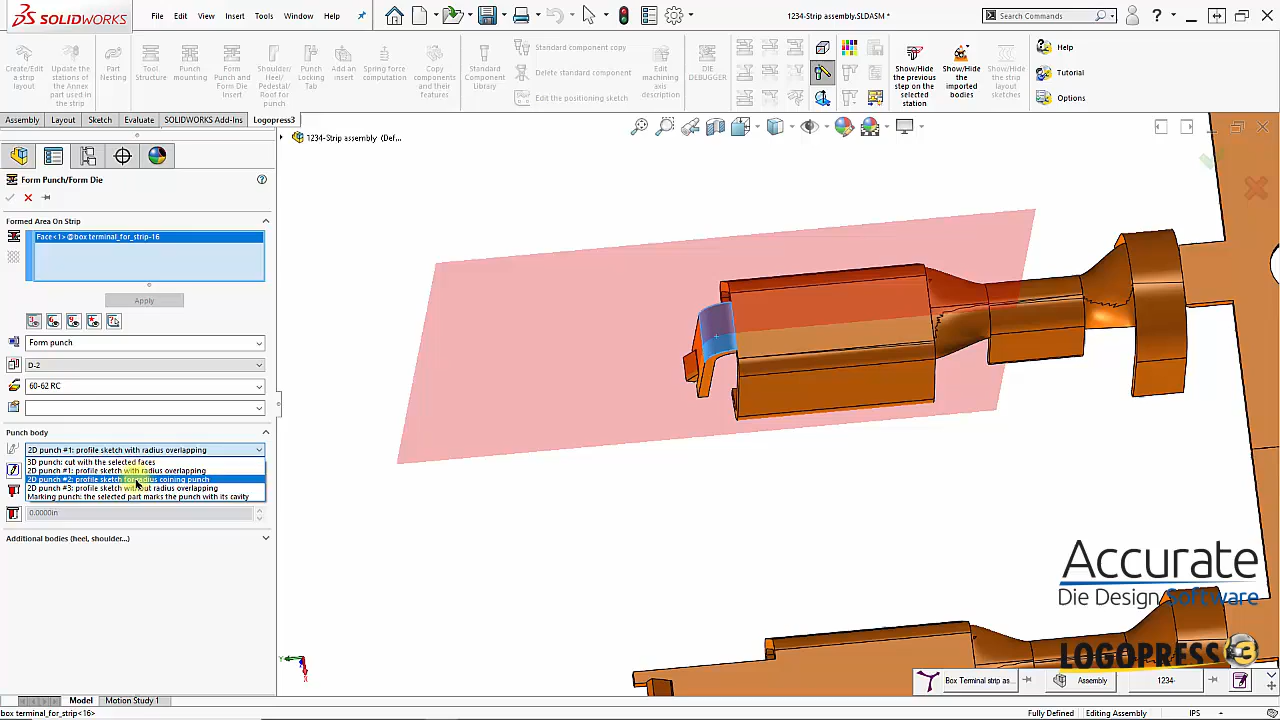 SOLIDWORKS
File Edit View Insert Tools Window Help
1234-Strip assembly.SLDASM *
Search Commands
?
Create/Edit a strip layout
Update the stations of the Annex part used in the strip
Part Nesting
Tool Structure
Punch mounting
Form Punch and Form Die Insert
Shoulder/ Heel/ Pedestal/ Roof for punch
Punch Locking Tab
Add an insert
Spring force computation
Copy components and their features
Standard Component Library
Standard component copy
Delete standard component
Edit the positioning sketch
Edit machining axis description
DIE DEBUGGER
Show/Hide the previous step on the selected station
Show/Hide the imported bodies
Show/Hide the strip layout sketches
Help
Tutorial
Options
Assembly Layout Sketch Evaluate SOLIDWORKS Add-Ins Logopress3
1234-Strip assembly (Def...
Form Punch/Form Die
?
Formed Area On Strip
Face<1>@box terminal_for_strip-16
Apply
Form punch
D-2
60-62 RC
Punch body
2D punch #1: profile sketch with radius overlapping
3D punch: cut with the selected faces
2D punch #1: profile sketch with radius overlapping
2D punch #2: profile sketch for radius coining punch
2D punch #3: profile sketch without radius overlapping
Marking punch: the selected part marks the punch with its cavity
0.0000in
Additional bodies (heel, shoulder...)
Accurate
Die Design Software
LOGOPRESS 3
Box Terminal strip as...
Assembly
1234-
Model Motion Study 1
box terminal_for_strip<16>
Fully Defined Editing Assembly IPS